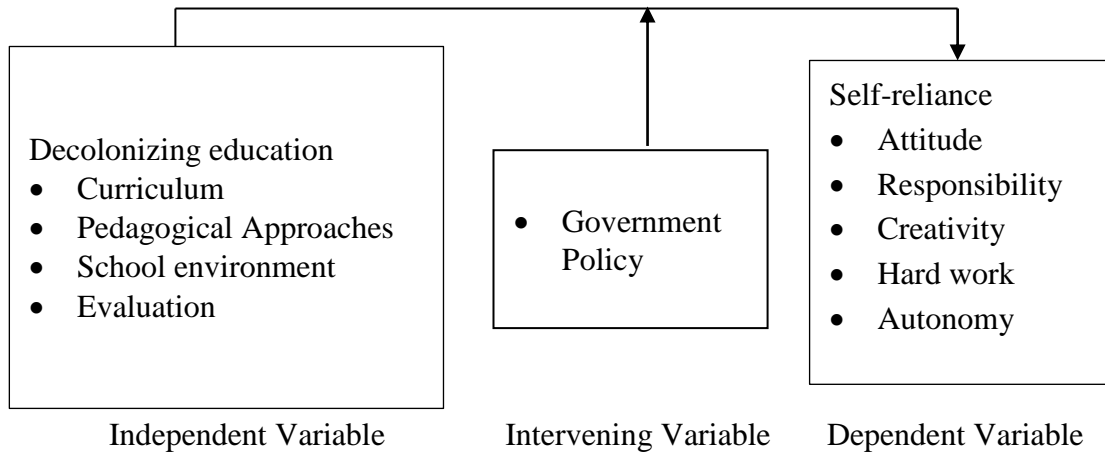 Decolonizing education
• Curriculum
• Pedagogical Approaches
• School environment
• Evaluation
• Government
Policy
Self-reliance
• Attitude
• Responsibility
• Creativity
• Hard work
• Autonomy
Independent Variable
Intervening Variable
Dependent Variable